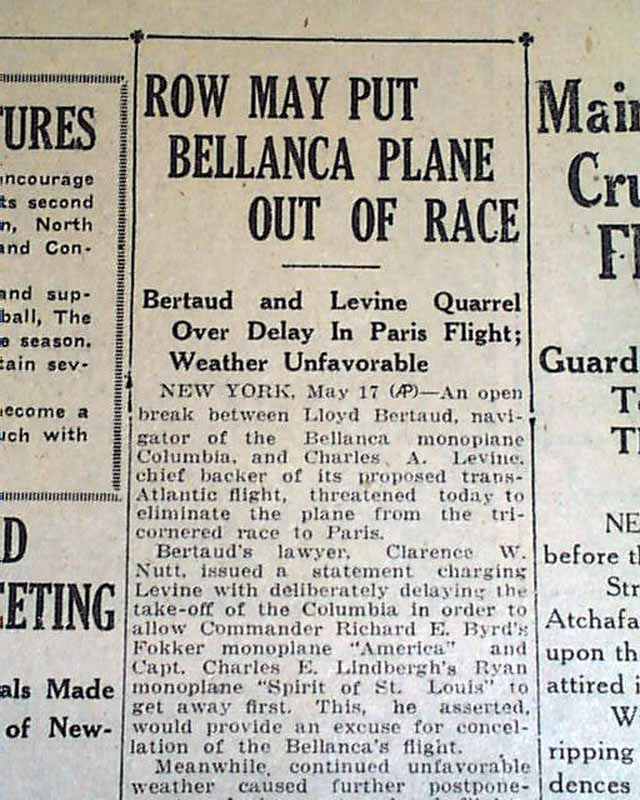 TURES
ncourage
ts second
n, North
and Con-
and sup-
ball, The
e season.
tain sev-
become a
uch with
D
EETING
als Made
of New-
ROW MAY PUT
BELLANCA PLANE
OUT OF RACE
Bertaud and Levine Quarrel
Over Delay In Paris Flight;
Weather Unfavorable
NEW YORK, May 17 (AP)—An open
break between Lloyd Bertaud, navi-
gator of the Bellanca monoplane
Columbia, and Charles A. Levine,
chief backer of its proposed trans-
Atlantic flight, threatened today to
eliminate the plane from the tri-
cornered race to Paris.
Bertaud's lawyer, Clarence W.
Nutt, issued a statement charging
Levine with deliberately delaying the
take-off of the Columbia in order to
allow Commander Richard E. Byrd's
Fokker monoplane "America" and
Capt. Charles E. Lindbergh's Ryan
monoplane "Spirit of St. Louis" to
get away first. This, he asserted,
would provide an excuse for concel-
lation of the Bellanca's flight.
Meanwhile, continued unfavorable
weather caused further postpone-
Main
Cru
Fl
Guard
To
Th
NE
before th
Str
Atchafa
upon th
attired i
W
ripping
dences